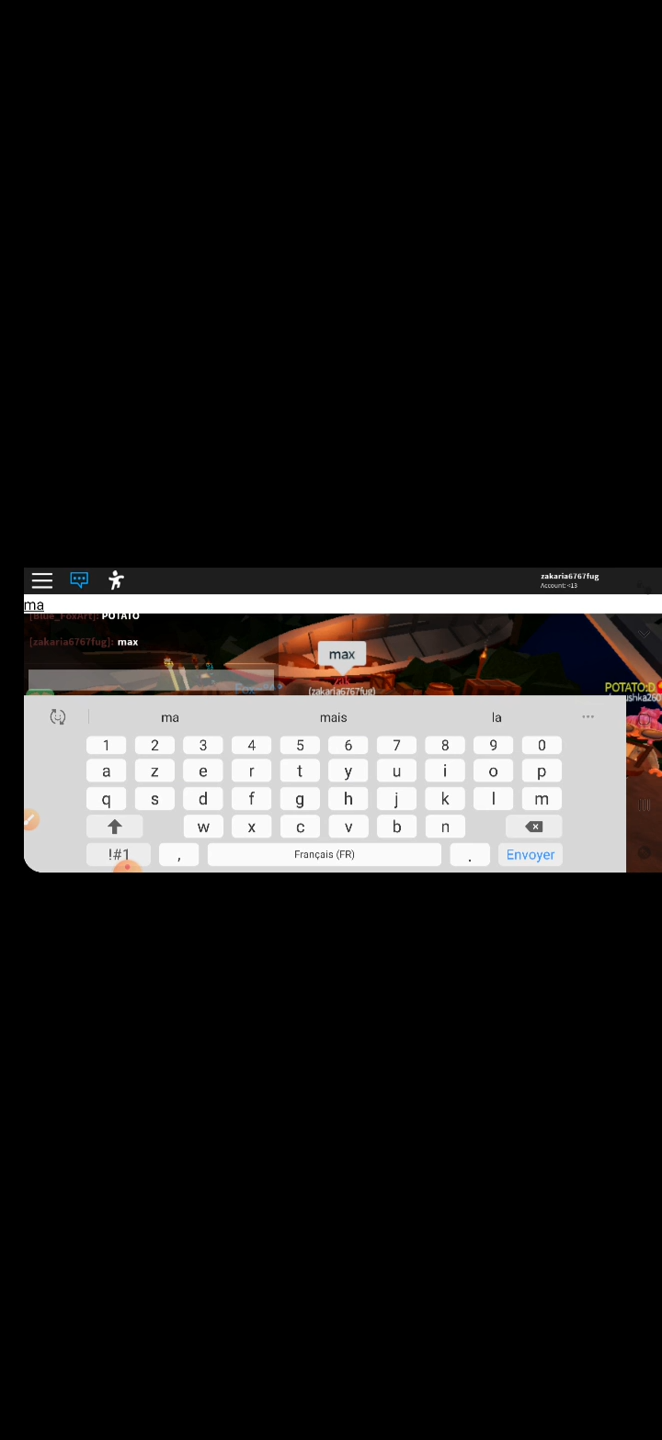 zakaria6767fug
Account: <13
ma
[Blue_FoxArt]: POTATO
[zakaria6767fug]: max
max
(zakaria6767fug)
POTATO:D
ma mais la ...
1 2 3 4 5 6 7 8 9 0
a z e r t y u i o p
q s d f g h j k l m
w x c v b n
!#1 , Français (FR) . Envoyer